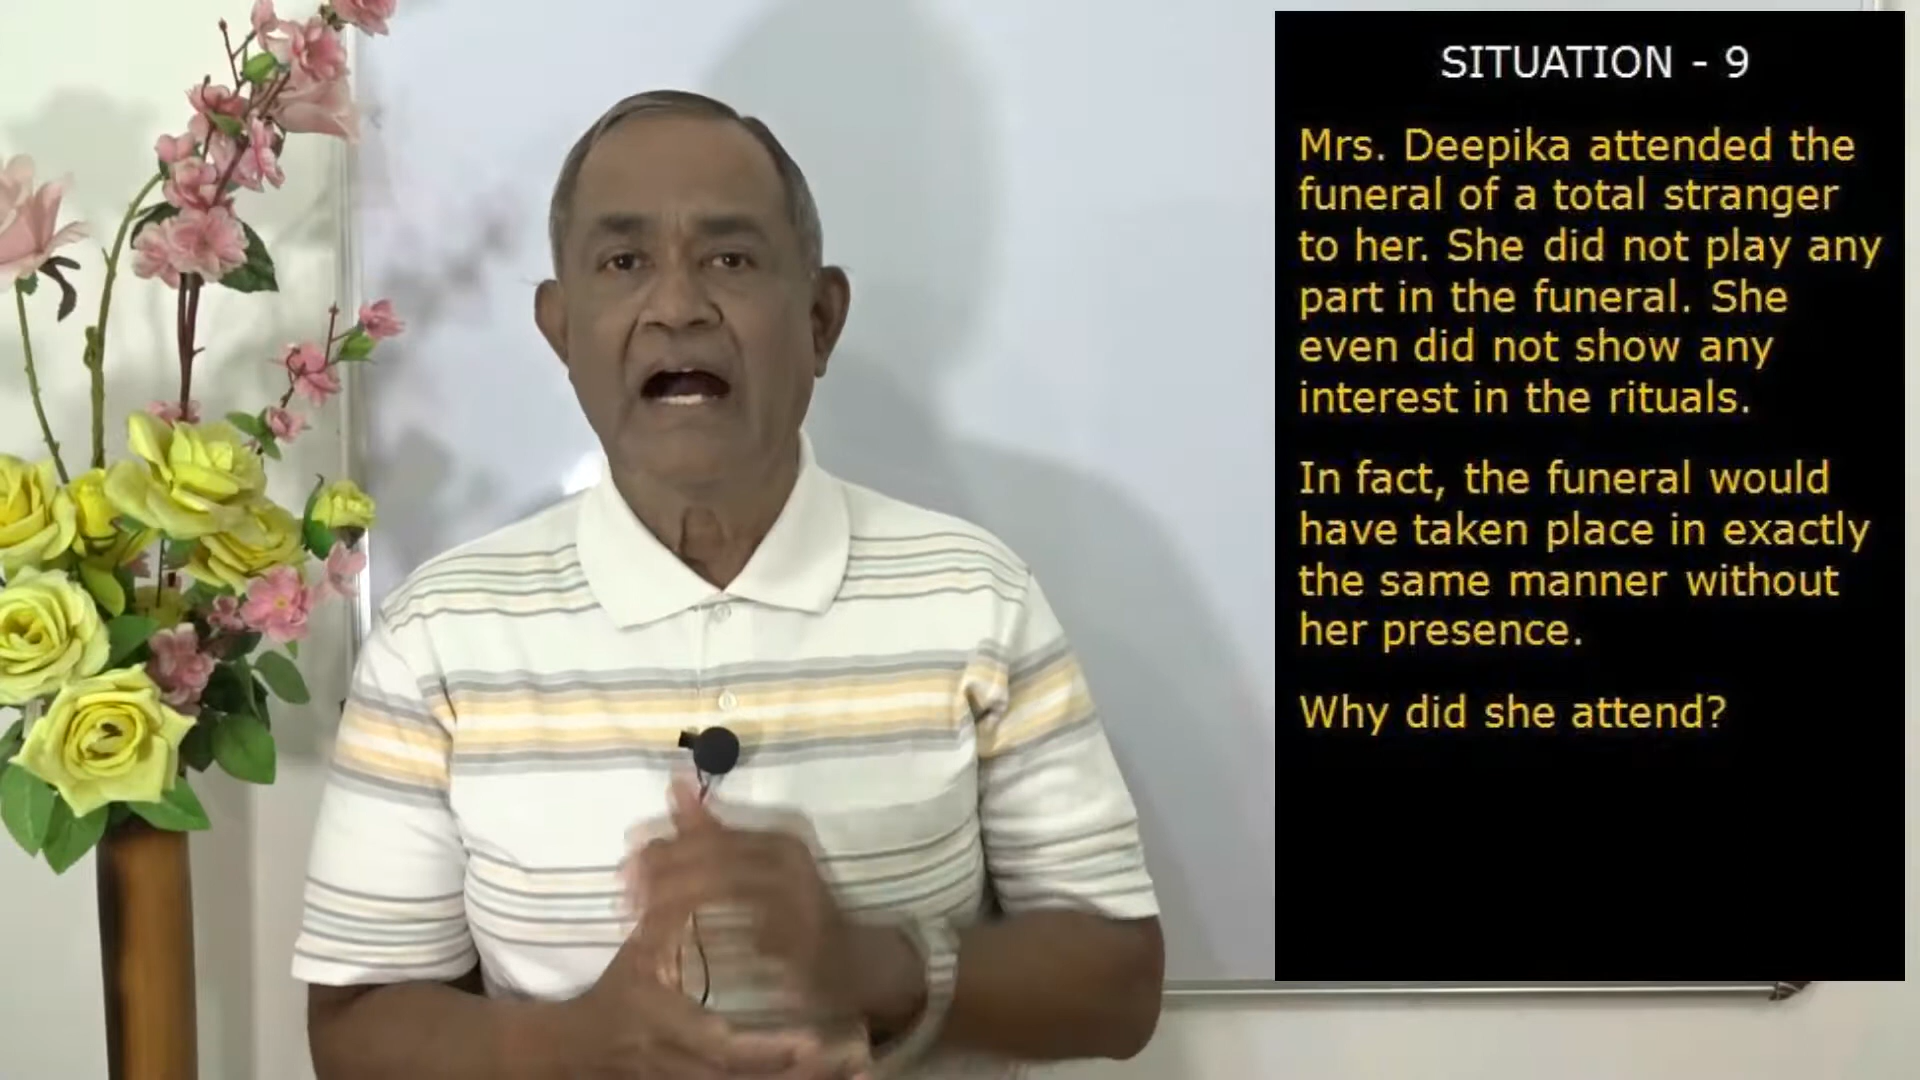 SITUATION - 9
Mrs. Deepika attended the
funeral of a total stranger
to her. She did not play any
part in the funeral. She
even did not show any
interest in the rituals.
In fact, the funeral would
have taken place in exactly
the same manner without
her presence.
Why did she attend?